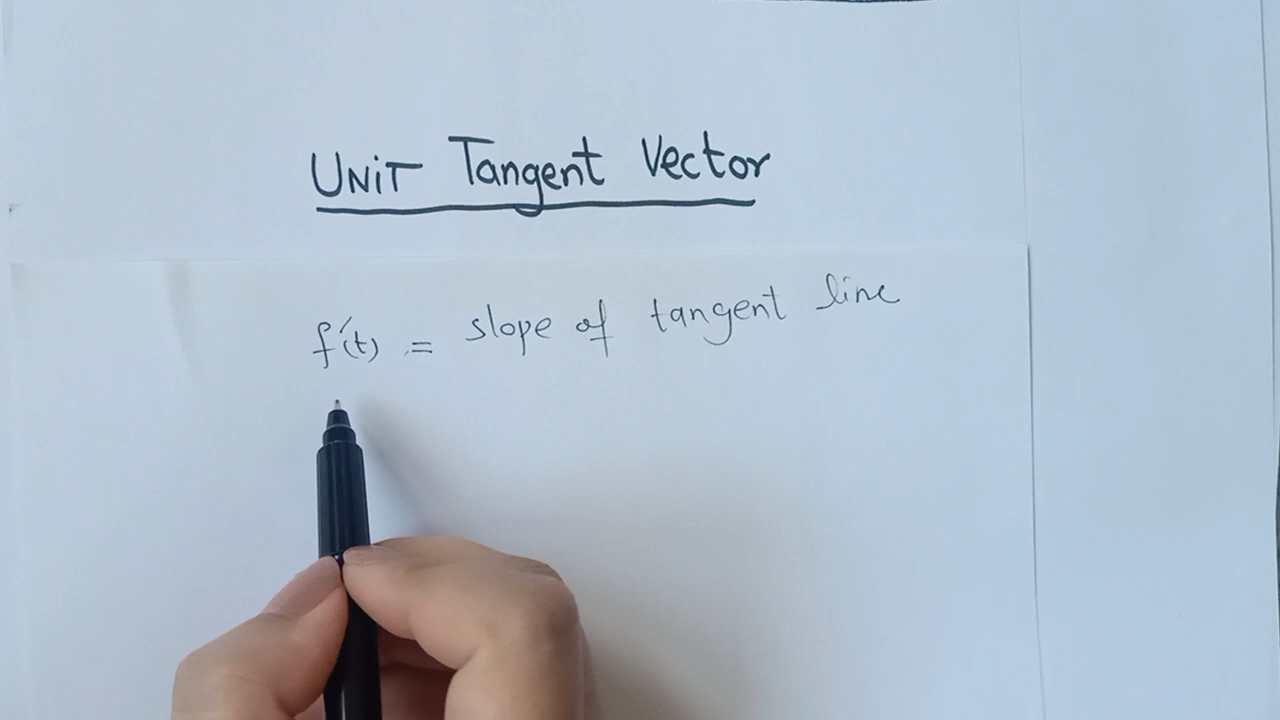 UNiT Tangent Vector
f'(t) = slope of tangent line